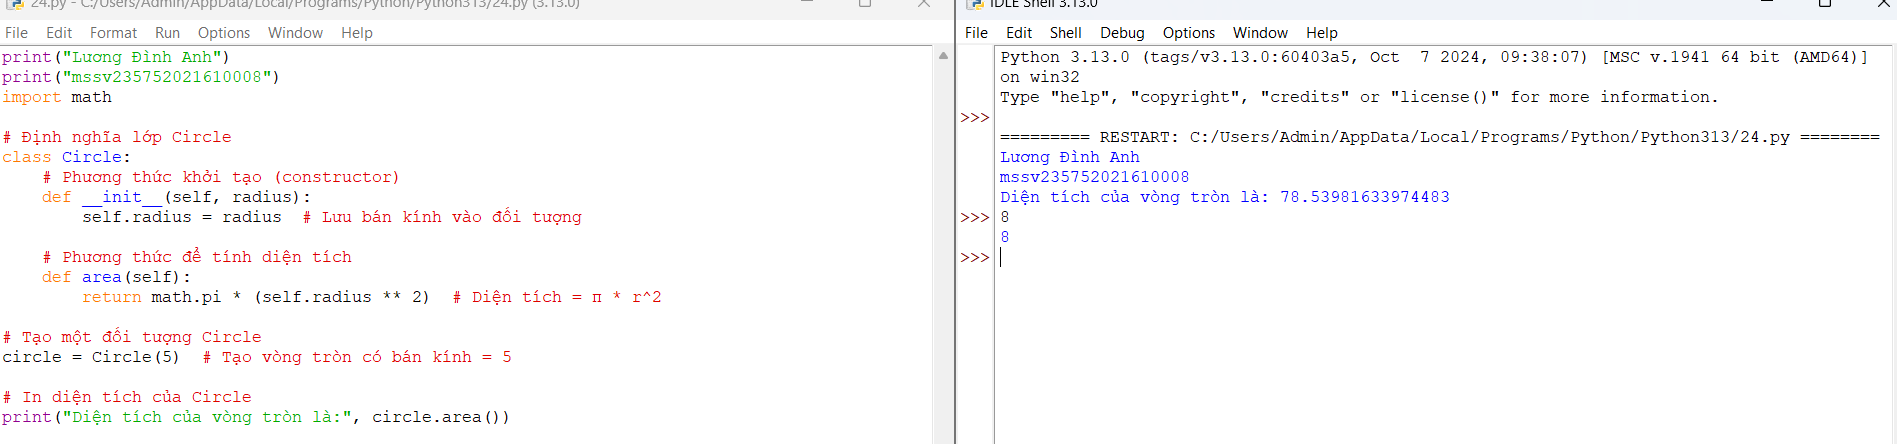 24.py - C:/Users/Admin/AppData/Local/Programs/Python/Python313/24.py (3.13.0)
File Edit Format Run Options Window Help
print("Lương Đình Anh")
print("mssv235752021610008")
import math
# Định nghĩa lớp Circle
class Circle:
    # Phương thức khởi tạo (constructor)
    def __init__(self, radius):
        self.radius = radius  # Lưu bán kính vào đối tượng
    # Phương thức để tính diện tích
    def area(self):
        return math.pi * (self.radius ** 2)  # Diện tích = π * r^2
# Tạo một đối tượng Circle
circle = Circle(5)  # Tạo vòng tròn có bán kính = 5
# In diện tích của Circle
print("Diện tích của vòng tròn là:", circle.area())
IDLE Shell 3.13.0
File Edit Shell Debug Options Window Help
Python 3.13.0 (tags/v3.13.0:60403a5, Oct  7 2024, 09:38:07) [MSC v.1941 64 bit (AMD64)]
on win32
Type "help", "copyright", "credits" or "license()" for more information.
>>>
========= RESTART: C:/Users/Admin/AppData/Local/Programs/Python/Python313/24.py ========
Lương Đình Anh
mssv235752021610008
Diện tích của vòng tròn là: 78.53981633974483
>>> 8
8
>>>